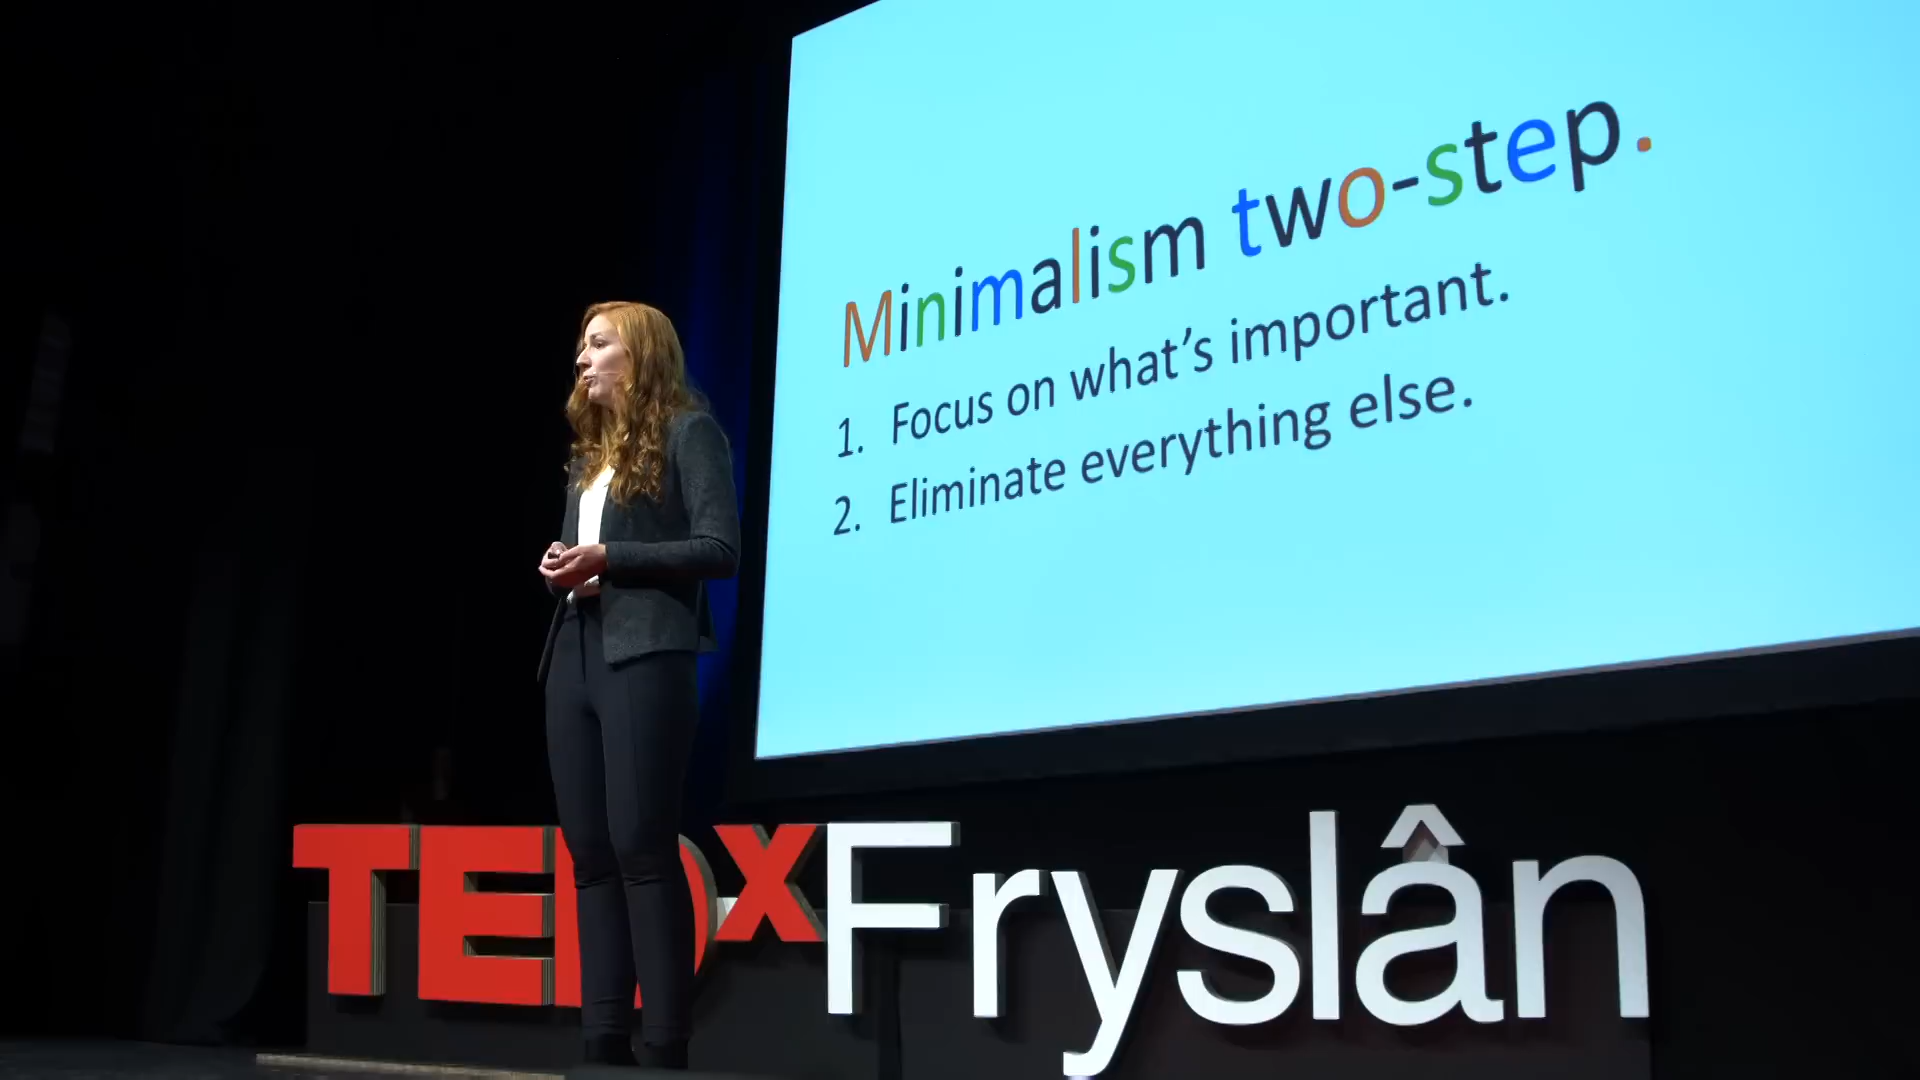 Minimalism two-step.
1. Focus on what's important.
2. Eliminate everything else.
TEDxFryslân